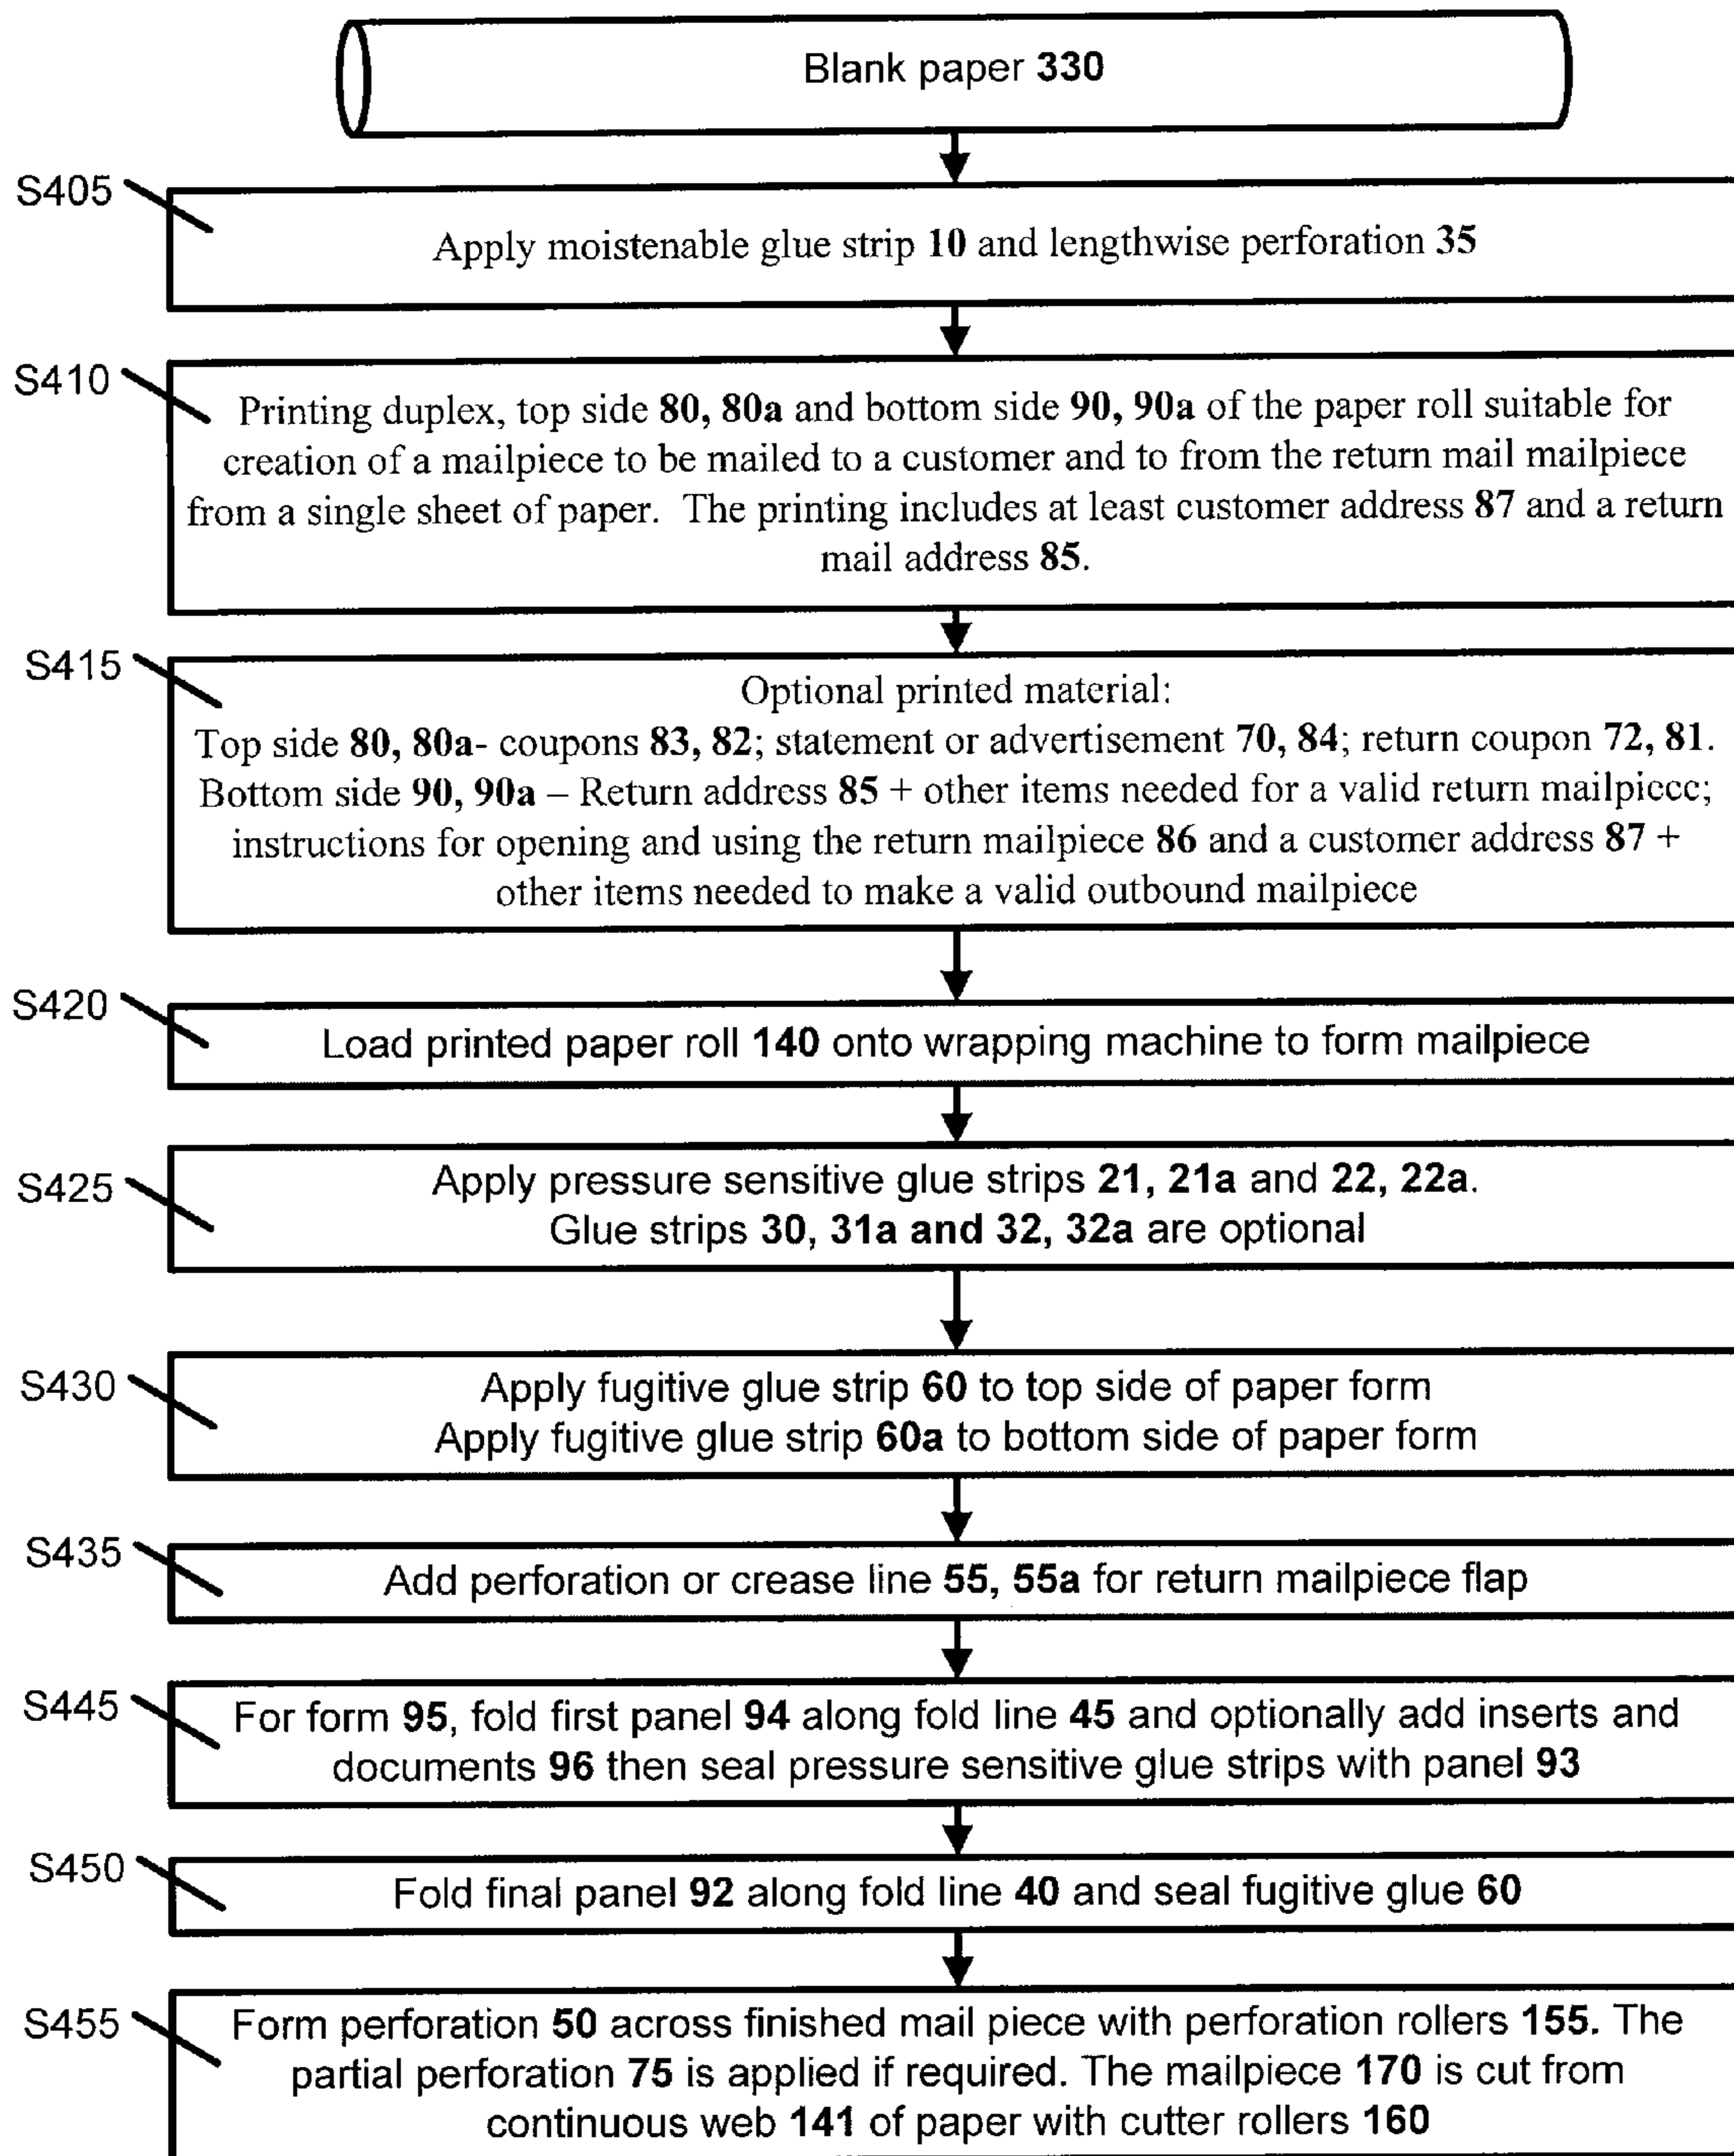 Blank paper 330
S405
Apply moistenable glue strip 10 and lengthwise perforation 35
S410
Printing duplex, top side 80, 80a and bottom side 90, 90a of the paper roll suitable for
creation of a mailpiece to be mailed to a customer and to from the return mail mailpiece
from a single sheet of paper. The printing includes at least customer address 87 and a return
mail address 85.
S415
Optional printed material:
Top side 80, 80a- coupons 83, 82; statement or advertisement 70, 84; return coupon 72, 81.
Bottom side 90, 90a – Return address 85 + other items needed for a valid return mailpiece;
instructions for opening and using the return mailpiece 86 and a customer address 87 +
other items needed to make a valid outbound mailpiece
S420
Load printed paper roll 140 onto wrapping machine to form mailpiece
S425
Apply pressure sensitive glue strips 21, 21a and 22, 22a.
Glue strips 30, 31a and 32, 32a are optional
S430
Apply fugitive glue strip 60 to top side of paper form
Apply fugitive glue strip 60a to bottom side of paper form
S435
Add perforation or crease line 55, 55a for return mailpiece flap
S445
For form 95, fold first panel 94 along fold line 45 and optionally add inserts and
documents 96 then seal pressure sensitive glue strips with panel 93
S450
Fold final panel 92 along fold line 40 and seal fugitive glue 60
S455
Form perforation 50 across finished mail piece with perforation rollers 155. The
partial perforation 75 is applied if required. The mailpiece 170 is cut from
continuous web 141 of paper with cutter rollers 160